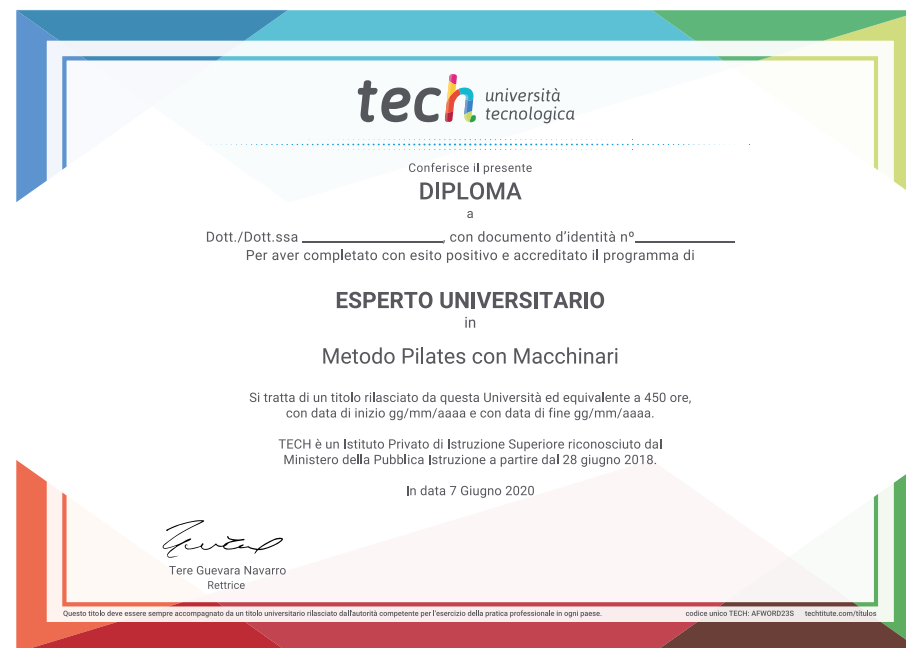 tech università
tecnologica
Conferisce il presente
DIPLOMA
a
Dott./Dott.ssa ________________, con documento d'identità nº____________
Per aver completato con esito positivo e accreditato il programma di
ESPERTO UNIVERSITARIO
in
Metodo Pilates con Macchinari
Si tratta di un titolo rilasciato da questa Università ed equivalente a 450 ore,
con data di inizio gg/mm/aaaa e con data di fine gg/mm/aaaa.
TECH è un Istituto Privato di Istruzione Superiore riconosciuto dal
Ministero della Pubblica Istruzione a partire dal 28 giugno 2018.
In data 7 Giugno 2020
Tere Guevara Navarro
Rettrice
Questo titolo deve essere sempre accompagnato da un titolo universitario rilasciato dall'autorità competente per l'esercizio della pratica professionale in ogni paese. codice unico TECH: AFWORD23S techtitute.com/titulos